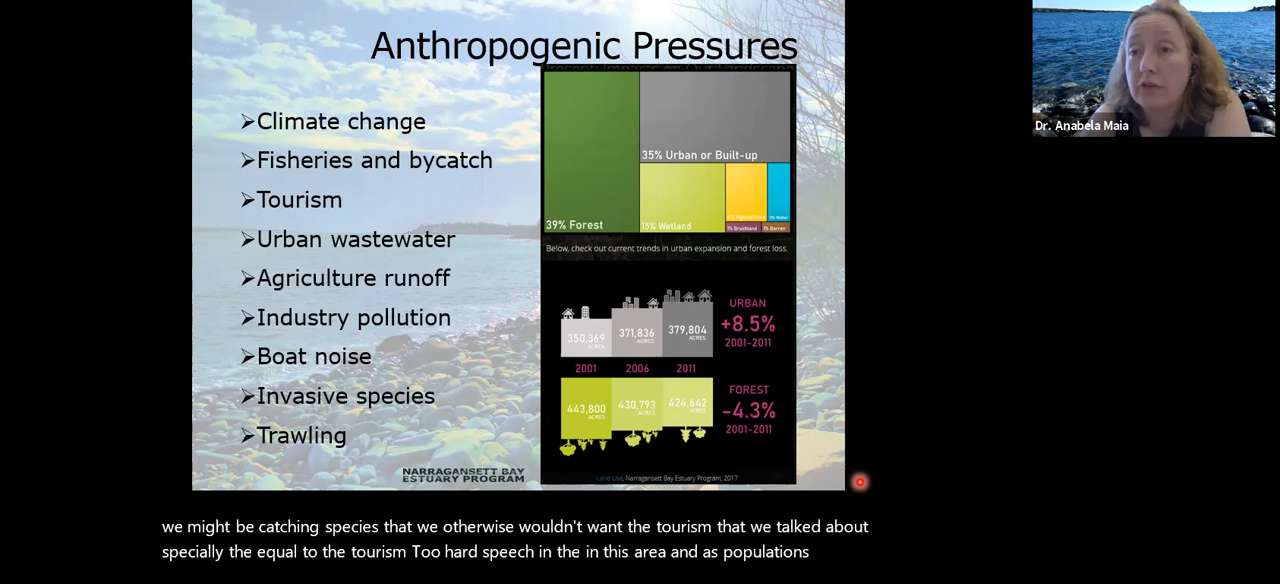 Anthropogenic Pressures
➢Climate change
➢Fisheries and bycatch
➢Tourism
➢Urban wastewater
➢Agriculture runoff
➢Industry pollution
➢Boat noise
➢Invasive species
➢Trawling
NARRAGANSETT BAY
ESTUARY PROGRAM
35% Urban or Built-up
39% Forest
15% Wetland
Agriculture
2% Water
1% Brushland
1% Barren
Below, check out current trends in urban expansion and forest loss.
350,369
ACRES
371,836
ACRES
379,804
ACRES
URBAN
+8.5%
2001-2011
2001
2006
2011
443,800
ACRES
430,793
ACRES
424,642
ACRES
FOREST
-4.3%
2001-2011
Land Use, Narragansett Bay Estuary Program, 2017
Dr. Anabela Maia
we might be catching species that we otherwise wouldn't want the tourism that we talked about
specially the equal to the tourism Too hard speech in the in this area and as populations